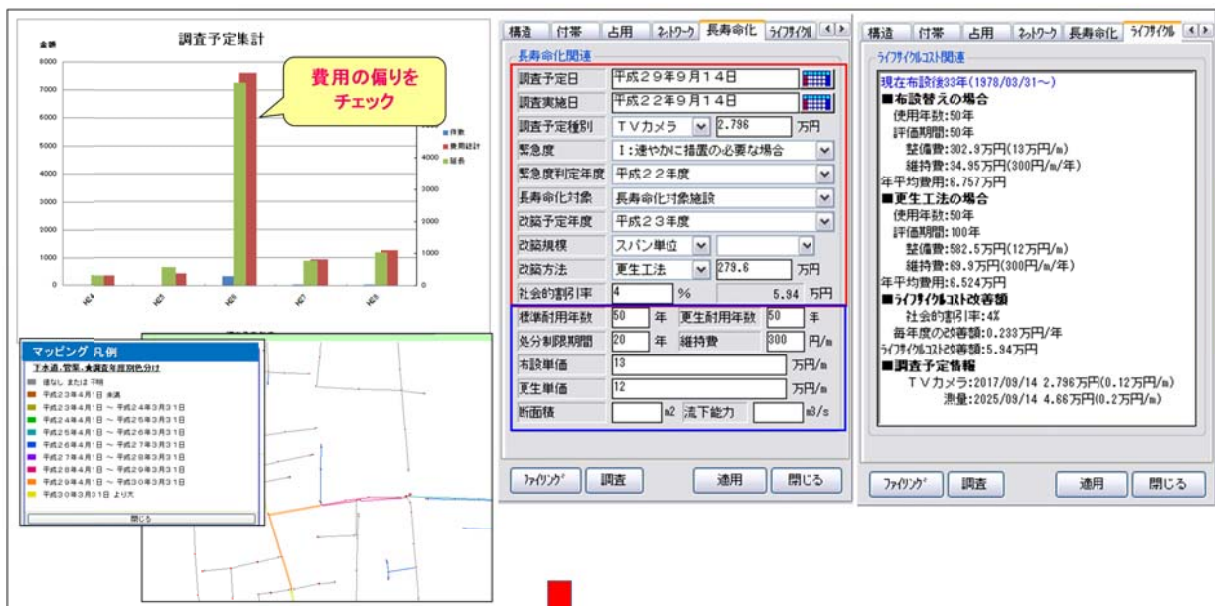 調査予定集計
金額
8000
7000
6000
5000
4000
3000
2000
1000
0
4000
3000
2000
1000
0
件数
費用総計
延長
H24
H25
H26
H27
H28
費用の偏りを
チェック
マッピング 凡例
下水道.管渠.★調査年度別色分け
値なし または 不明
平成23年4月1日 未満
平成23年4月1日 ~ 平成24年3月31日
平成24年4月1日 ~ 平成25年3月31日
平成25年4月1日 ~ 平成26年3月31日
平成26年4月1日 ~ 平成27年3月31日
平成27年4月1日 ~ 平成28年3月31日
平成28年4月1日 ~ 平成29年3月31日
平成29年4月1日 ~ 平成30年3月31日
平成30年3月31日 より大
閉じる
構造 付帯 占用 ネットワーク 長寿命化 ライフサイクル
長寿命化関連
調査予定日 平成29年9月14日
調査実施日 平成22年9月14日
調査予定種別 TVカメラ 2.796 万円
緊急度 I:速やかに措置の必要な場合
緊急度判定年度 平成22年度
長寿命化対象 長寿命化対象施設
改築予定年度 平成23年度
改築規模 スパン単位
改築方法 更生工法 279.6 万円
社会的割引率 4 % 5.94 万円
標準耐用年数 50 年 更生耐用年数 50 年
処分制限期間 20 年 維持費 300 円/m
布設単価 13 万円/m
更生単価 12 万円/m
断面積 m2 流下能力 m3/s
ファイリング 調査 適用 閉じる
構造 付帯 占用 ネットワーク 長寿命化 ライフサイクル
ライフサイクルコスト関連
現在布設後33年(1978/03/31~)
■布設替えの場合
使用年数:50年
評価期間:50年
整備費:302.9万円(13万円/m)
維持費:34.95万円(300円/m/年)
年平均費用:6.757万円
■更生工法の場合
使用年数:50年
評価期間:100年
整備費:582.5万円(12万円/m)
維持費:69.9万円(300円/m/年)
年平均費用:6.524万円
■ライフサイクルコスト改善額
社会的割引率:4%
毎年度の改善額:0.233万円/年
ライフサイクルコスト改善額:5.94万円
■調査予定情報
TVカメラ:2017/09/14 2.796万円(0.12万円/m)
測量:2025/09/14 4.66万円(0.2万円/m)
ファイリング 調査 適用 閉じる